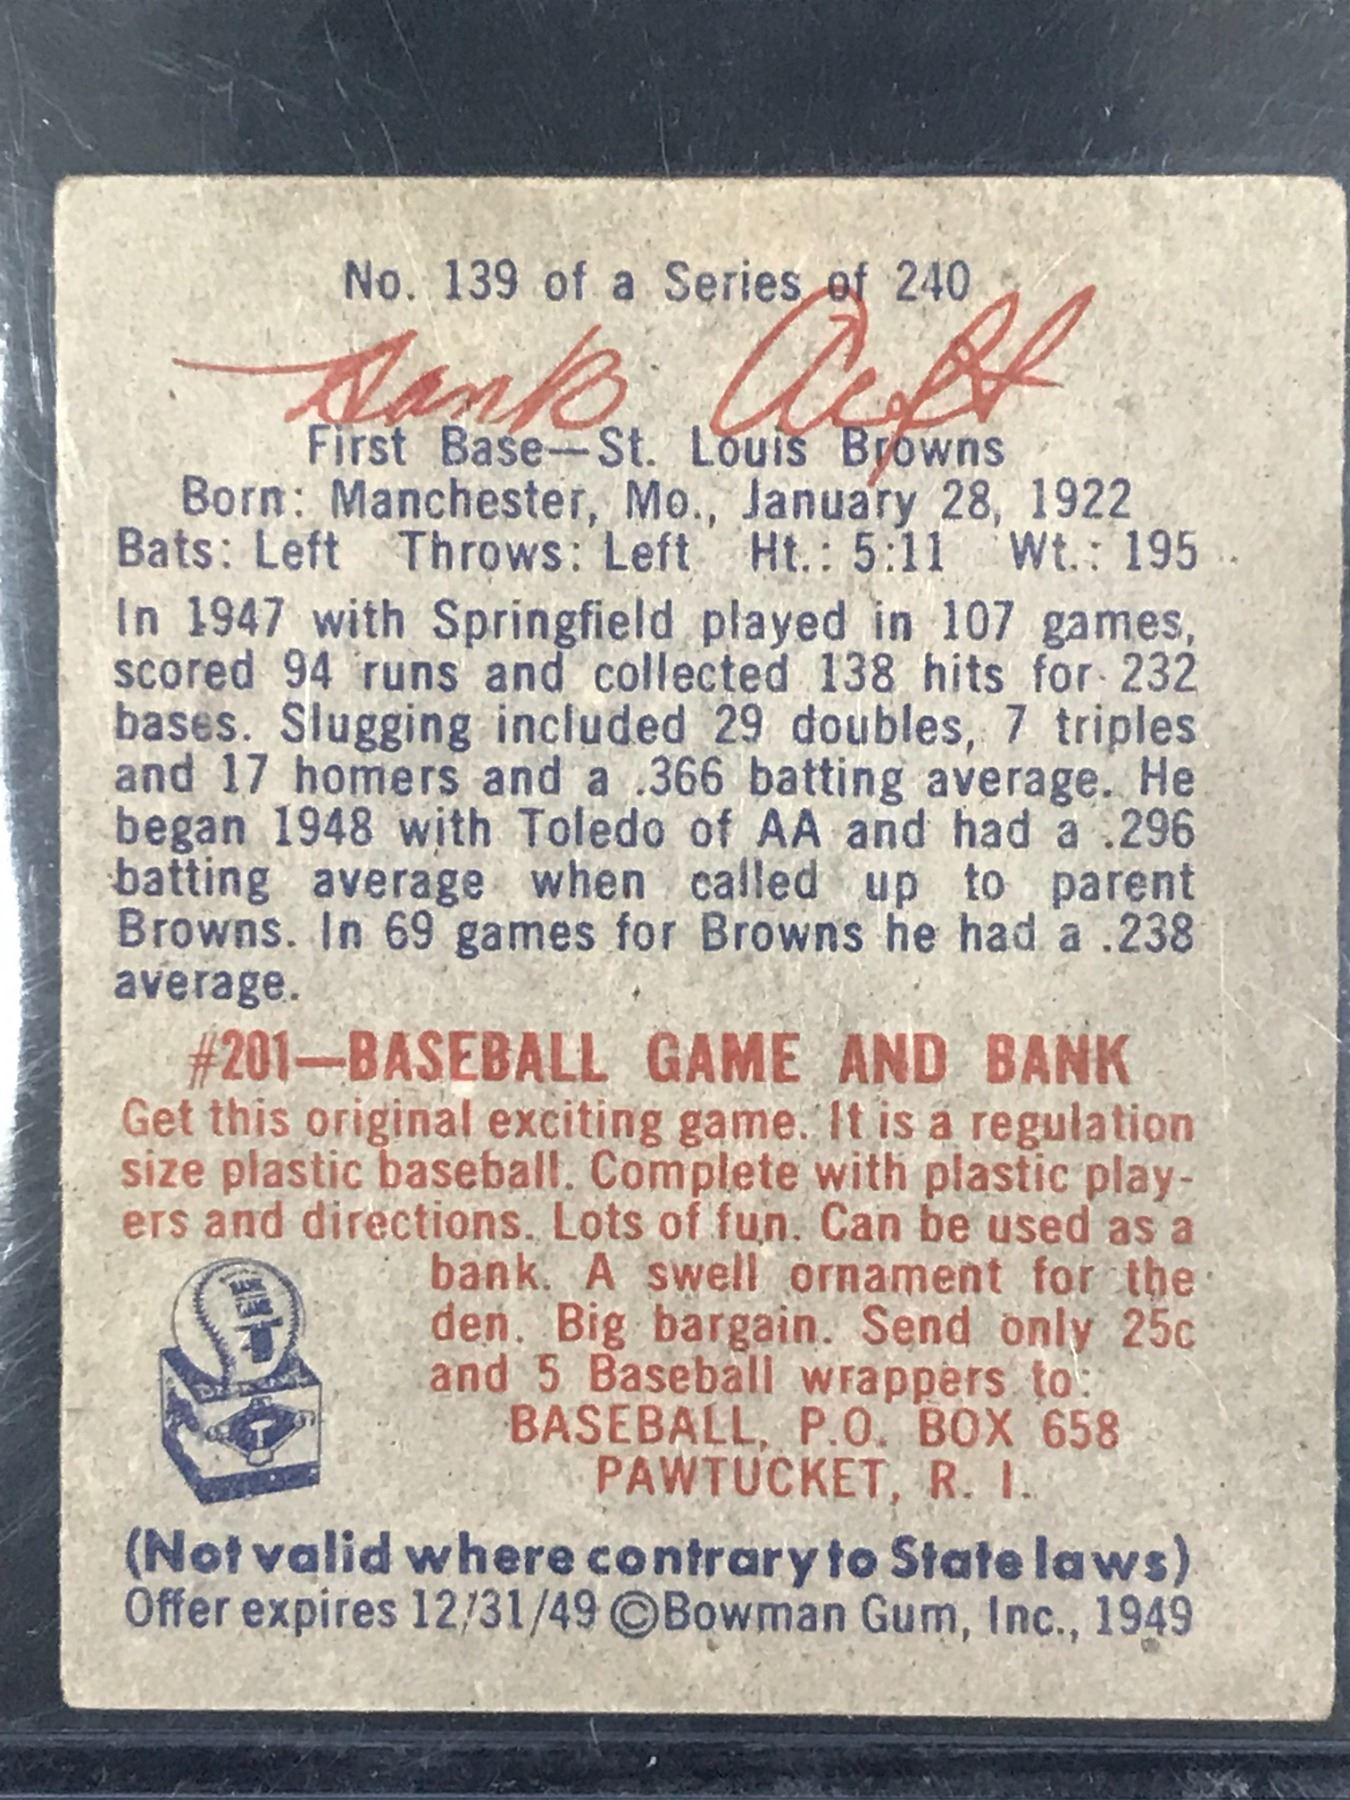 No. 139 of a Series of 240
Hank Arft
First Base—St. Louis Browns
Born: Manchester, Mo., January 28, 1922
Bats: Left Throws: Left Ht.: 5:11 Wt.: 195
In 1947 with Springfield played in 107 games,
scored 94 runs and collected 138 hits for 232
bases. Slugging included 29 doubles, 7 triples
and 17 homers and a .366 batting average. He
began 1948 with Toledo of AA and had a .296
batting average when called up to parent
Browns. In 69 games for Browns he had a .238
average.
#201—BASEBALL GAME AND BANK
Get this original exciting game. It is a regulation
size plastic baseball. Complete with plastic play-
ers and directions. Lots of fun. Can be used as a
bank. A swell ornament for the
den. Big bargain. Send only 25c
and 5 Baseball wrappers to:
BASEBALL, P.O. BOX 658
PAWTUCKET, R. I.
(Not valid where contrary to State laws)
Offer expires 12/31/49 ©Bowman Gum, Inc., 1949